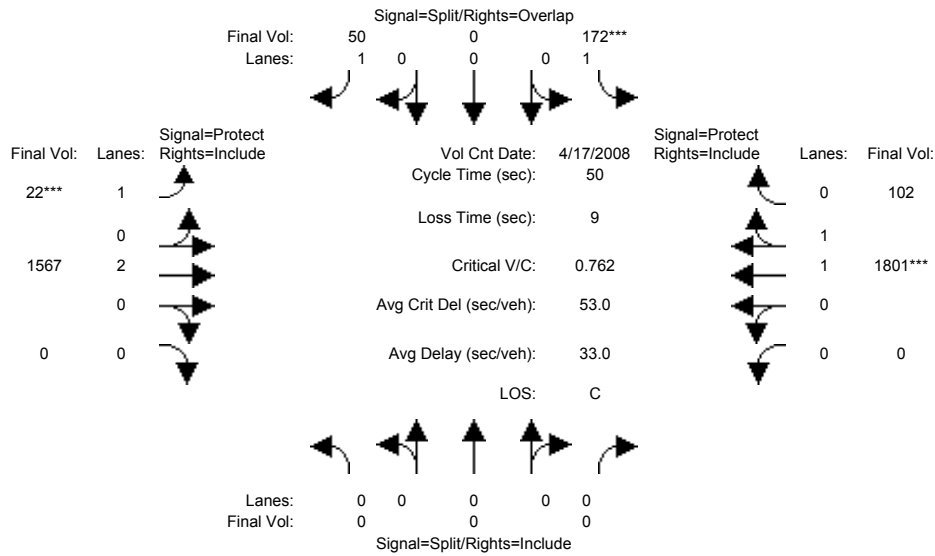 Signal=Split/Rights=Overlap
Final Vol: 50 0 172***
Lanes: 1 0 0 0 1
Signal=Protect Signal=Protect
Final Vol: Lanes: Rights=Include Vol Cnt Date: 4/17/2008 Rights=Include Lanes: Final Vol:
Cycle Time (sec): 50
22*** 1 0 102
Loss Time (sec): 9
0 1
1567 2 Critical V/C: 0.762 1 1801***
0 Avg Crit Del (sec/veh): 53.0 0
0 0 Avg Delay (sec/veh): 33.0 0 0
LOS: C
Lanes: 0 0 0 0 0
Final Vol: 0 0 0
Signal=Split/Rights=Include